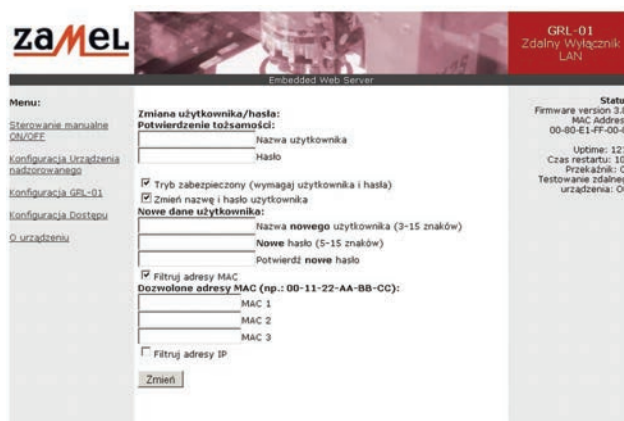 zamel
GRL-01
Zdalny Wyłącznik
LAN
Embedded Web Server
Menu:
Sterowanie manualne
ON/OFF
Konfiguracja Urządzenia
nadzorowanego
Konfiguracja GRL-01
Konfiguracja Dostępu
O urządzeniu
Zmiana użytkownika/hasła:
Potwierdzenie tożsamości:
Nazwa użytkownika
Hasło
Tryb zabezpieczony (wymagaj użytkownika i hasła)
Zmień nazwę i hasło użytkownika
Nowe dane użytkownika:
Nazwa nowego użytkownika (3-15 znaków)
Nowe hasło (5-15 znaków)
Potwierdź nowe hasło
Filtruj adresy MAC
Dozwolone adresy MAC (np.: 00-11-22-AA-BB-CC):
MAC 1
MAC 2
MAC 3
Filtruj adresy IP
Zmień
Statu
Firmware version 3.
MAC Addres
00-80-E1-FF-00-
Uptime: 12
Czas restartu: 10
Przekaźnik:
Testowanie zdalneg
urządzenia: O